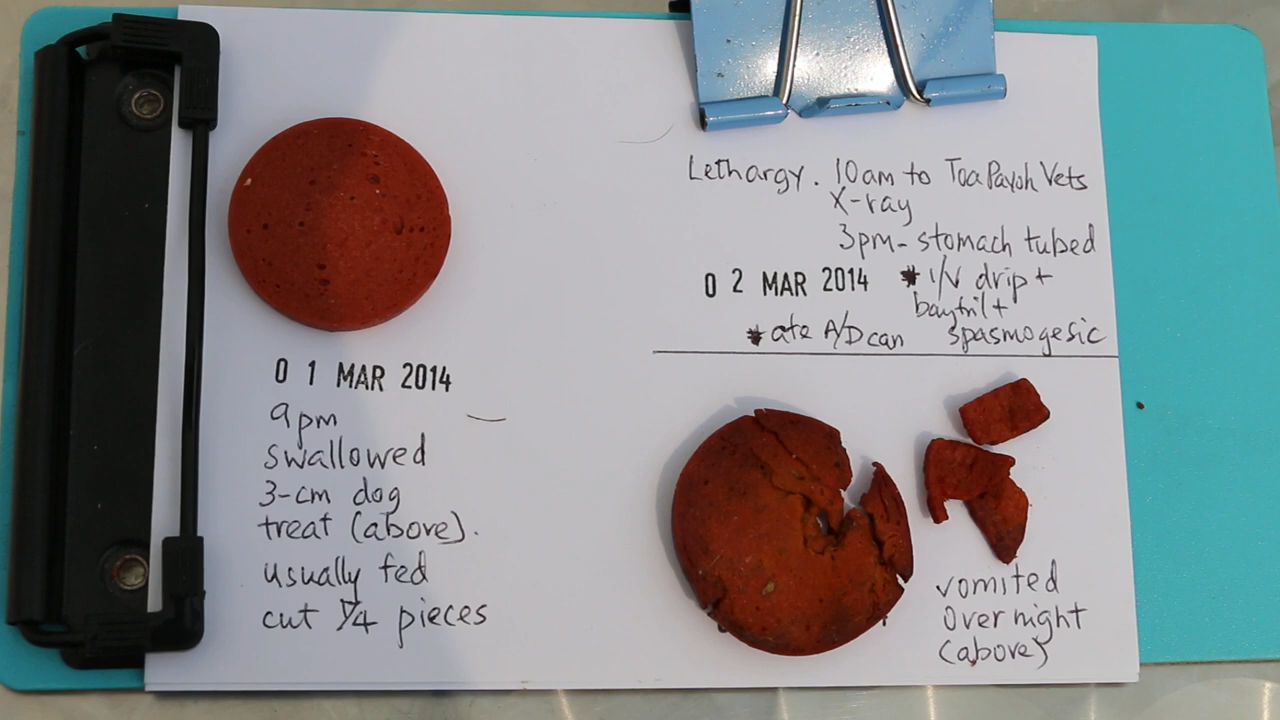 0 1 MAR 2014
9pm
swallowed
3-cm dog
treat (above).
usually fed
cut 1/4 pieces
Lethargy. 10am to Toa Payoh Vets
X-ray
3pm- stomach tubed
0 2 MAR 2014 * I/V drip +
baytril +
* ate A/D can spasmogesic
vomited
overnight
(above)